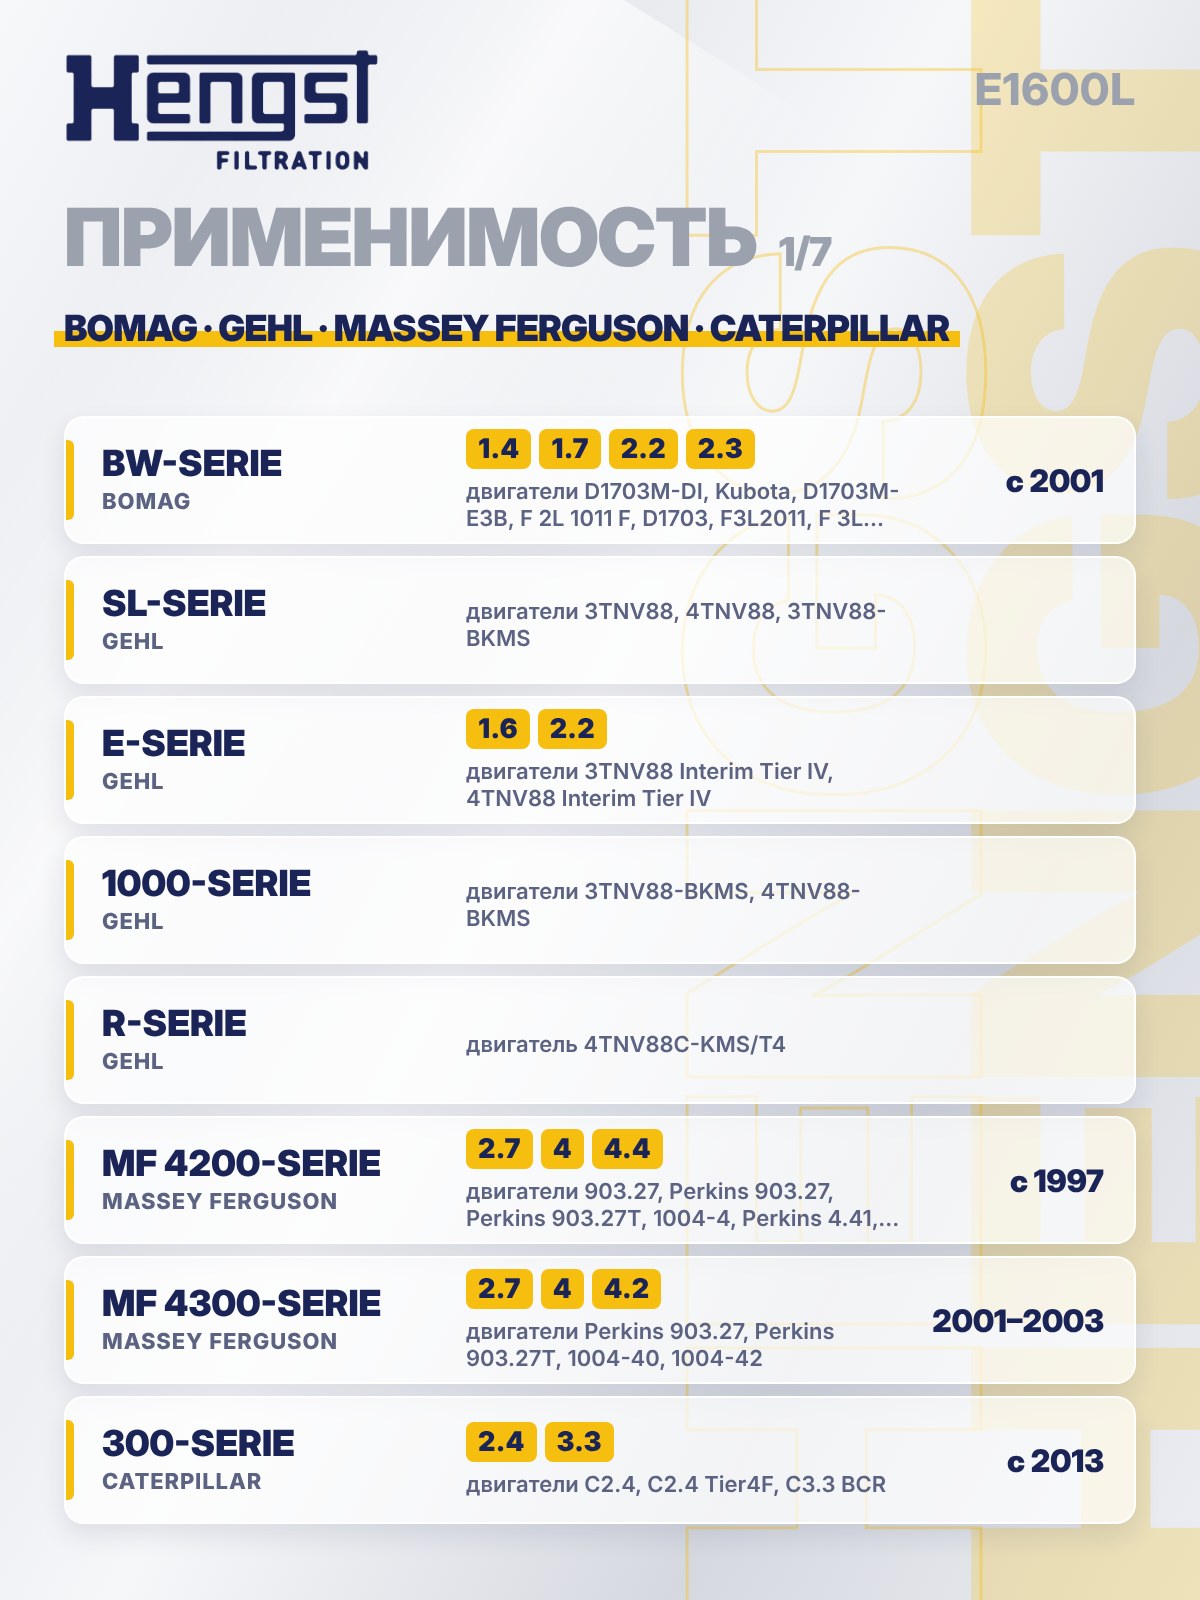 Hengst
FILTRATION
E1600L
ПРИМЕНИМОСТЬ 1/7
BOMAG · GEHL · MASSEY FERGUSON · CATERPILLAR
BW-SERIE
BOMAG
1.4 1.7 2.2 2.3
двигатели D1703M-DI, Kubota, D1703M-
E3B, F 2L 1011 F, D1703, F3L2011, F 3L...
с 2001
SL-SERIE
GEHL
двигатели 3TNV88, 4TNV88, 3TNV88-
BKMS
E-SERIE
GEHL
1.6 2.2
двигатели 3TNV88 Interim Tier IV,
4TNV88 Interim Tier IV
1000-SERIE
GEHL
двигатели 3TNV88-BKMS, 4TNV88-
BKMS
R-SERIE
GEHL
двигатель 4TNV88C-KMS/T4
MF 4200-SERIE
MASSEY FERGUSON
2.7 4 4.4
двигатели 903.27, Perkins 903.27,
Perkins 903.27T, 1004-4, Perkins 4.41,...
с 1997
MF 4300-SERIE
MASSEY FERGUSON
2.7 4 4.2
двигатели Perkins 903.27, Perkins
903.27T, 1004-40, 1004-42
2001–2003
300-SERIE
CATERPILLAR
2.4 3.3
двигатели C2.4, C2.4 Tier4F, C3.3 BCR
с 2013
HENGST
HENGST